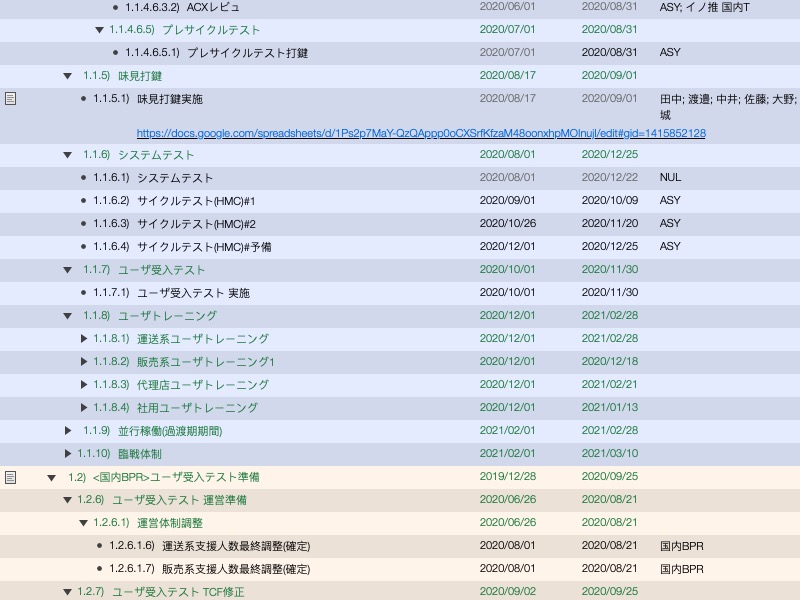 1.1.4.6.3.2) ACXレビュ 2020/06/01 2020/08/31 ASY; イノ推 国内T
1.1.4.6.5) プレサイクルテスト 2020/07/01 2020/08/31
1.1.4.6.5.1) プレサイクルテスト打鍵 2020/07/01 2020/08/31 ASY
1.1.5) 味見打鍵 2020/08/17 2020/09/01
1.1.5.1) 味見打鍵実施 2020/08/17 2020/09/01 田中; 渡邉; 中井; 佐藤; 大野;
城
https://docs.google.com/spreadsheets/d/1Ps2p7MaY-QzQAppp0oCXSrfKfzaM48oonxhpMOlnujI/edit#gid=1415852128
1.1.6) システムテスト 2020/08/01 2020/12/25
1.1.6.1) システムテスト 2020/08/01 2020/12/22 NUL
1.1.6.2) サイクルテスト(HMC)#1 2020/09/01 2020/10/09 ASY
1.1.6.3) サイクルテスト(HMC)#2 2020/10/26 2020/11/20 ASY
1.1.6.4) サイクルテスト(HMC)#予備 2020/12/01 2020/12/25 ASY
1.1.7) ユーザ受入テスト 2020/10/01 2020/11/30
1.1.7.1) ユーザ受入テスト 実施 2020/10/01 2020/11/30
1.1.8) ユーザトレーニング 2020/12/01 2021/02/28
1.1.8.1) 運送系ユーザトレーニング 2020/12/01 2021/02/28
1.1.8.2) 販売系ユーザトレーニング1 2020/12/01 2020/12/18
1.1.8.3) 代理店ユーザトレーニング 2020/12/01 2021/02/21
1.1.8.4) 社用ユーザトレーニング 2020/12/01 2021/01/13
1.1.9) 並行稼働(過渡期期間) 2021/02/01 2021/02/28
1.1.10) 臨戦体制 2021/02/01 2021/03/10
1.2) <国内BPR>ユーザ受入テスト準備 2019/12/28 2020/09/25
1.2.6) ユーザ受入テスト 運営準備 2020/06/26 2020/08/21
1.2.6.1) 運営体制調整 2020/06/26 2020/08/21
1.2.6.1.6) 運送系支援人数最終調整(確定) 2020/08/01 2020/08/21 国内BPR
1.2.6.1.7) 販売系支援人数最終調整(確定) 2020/08/01 2020/08/21 国内BPR
1.2.7) ユーザ受入テスト TCF修正 2020/09/02 2020/09/25